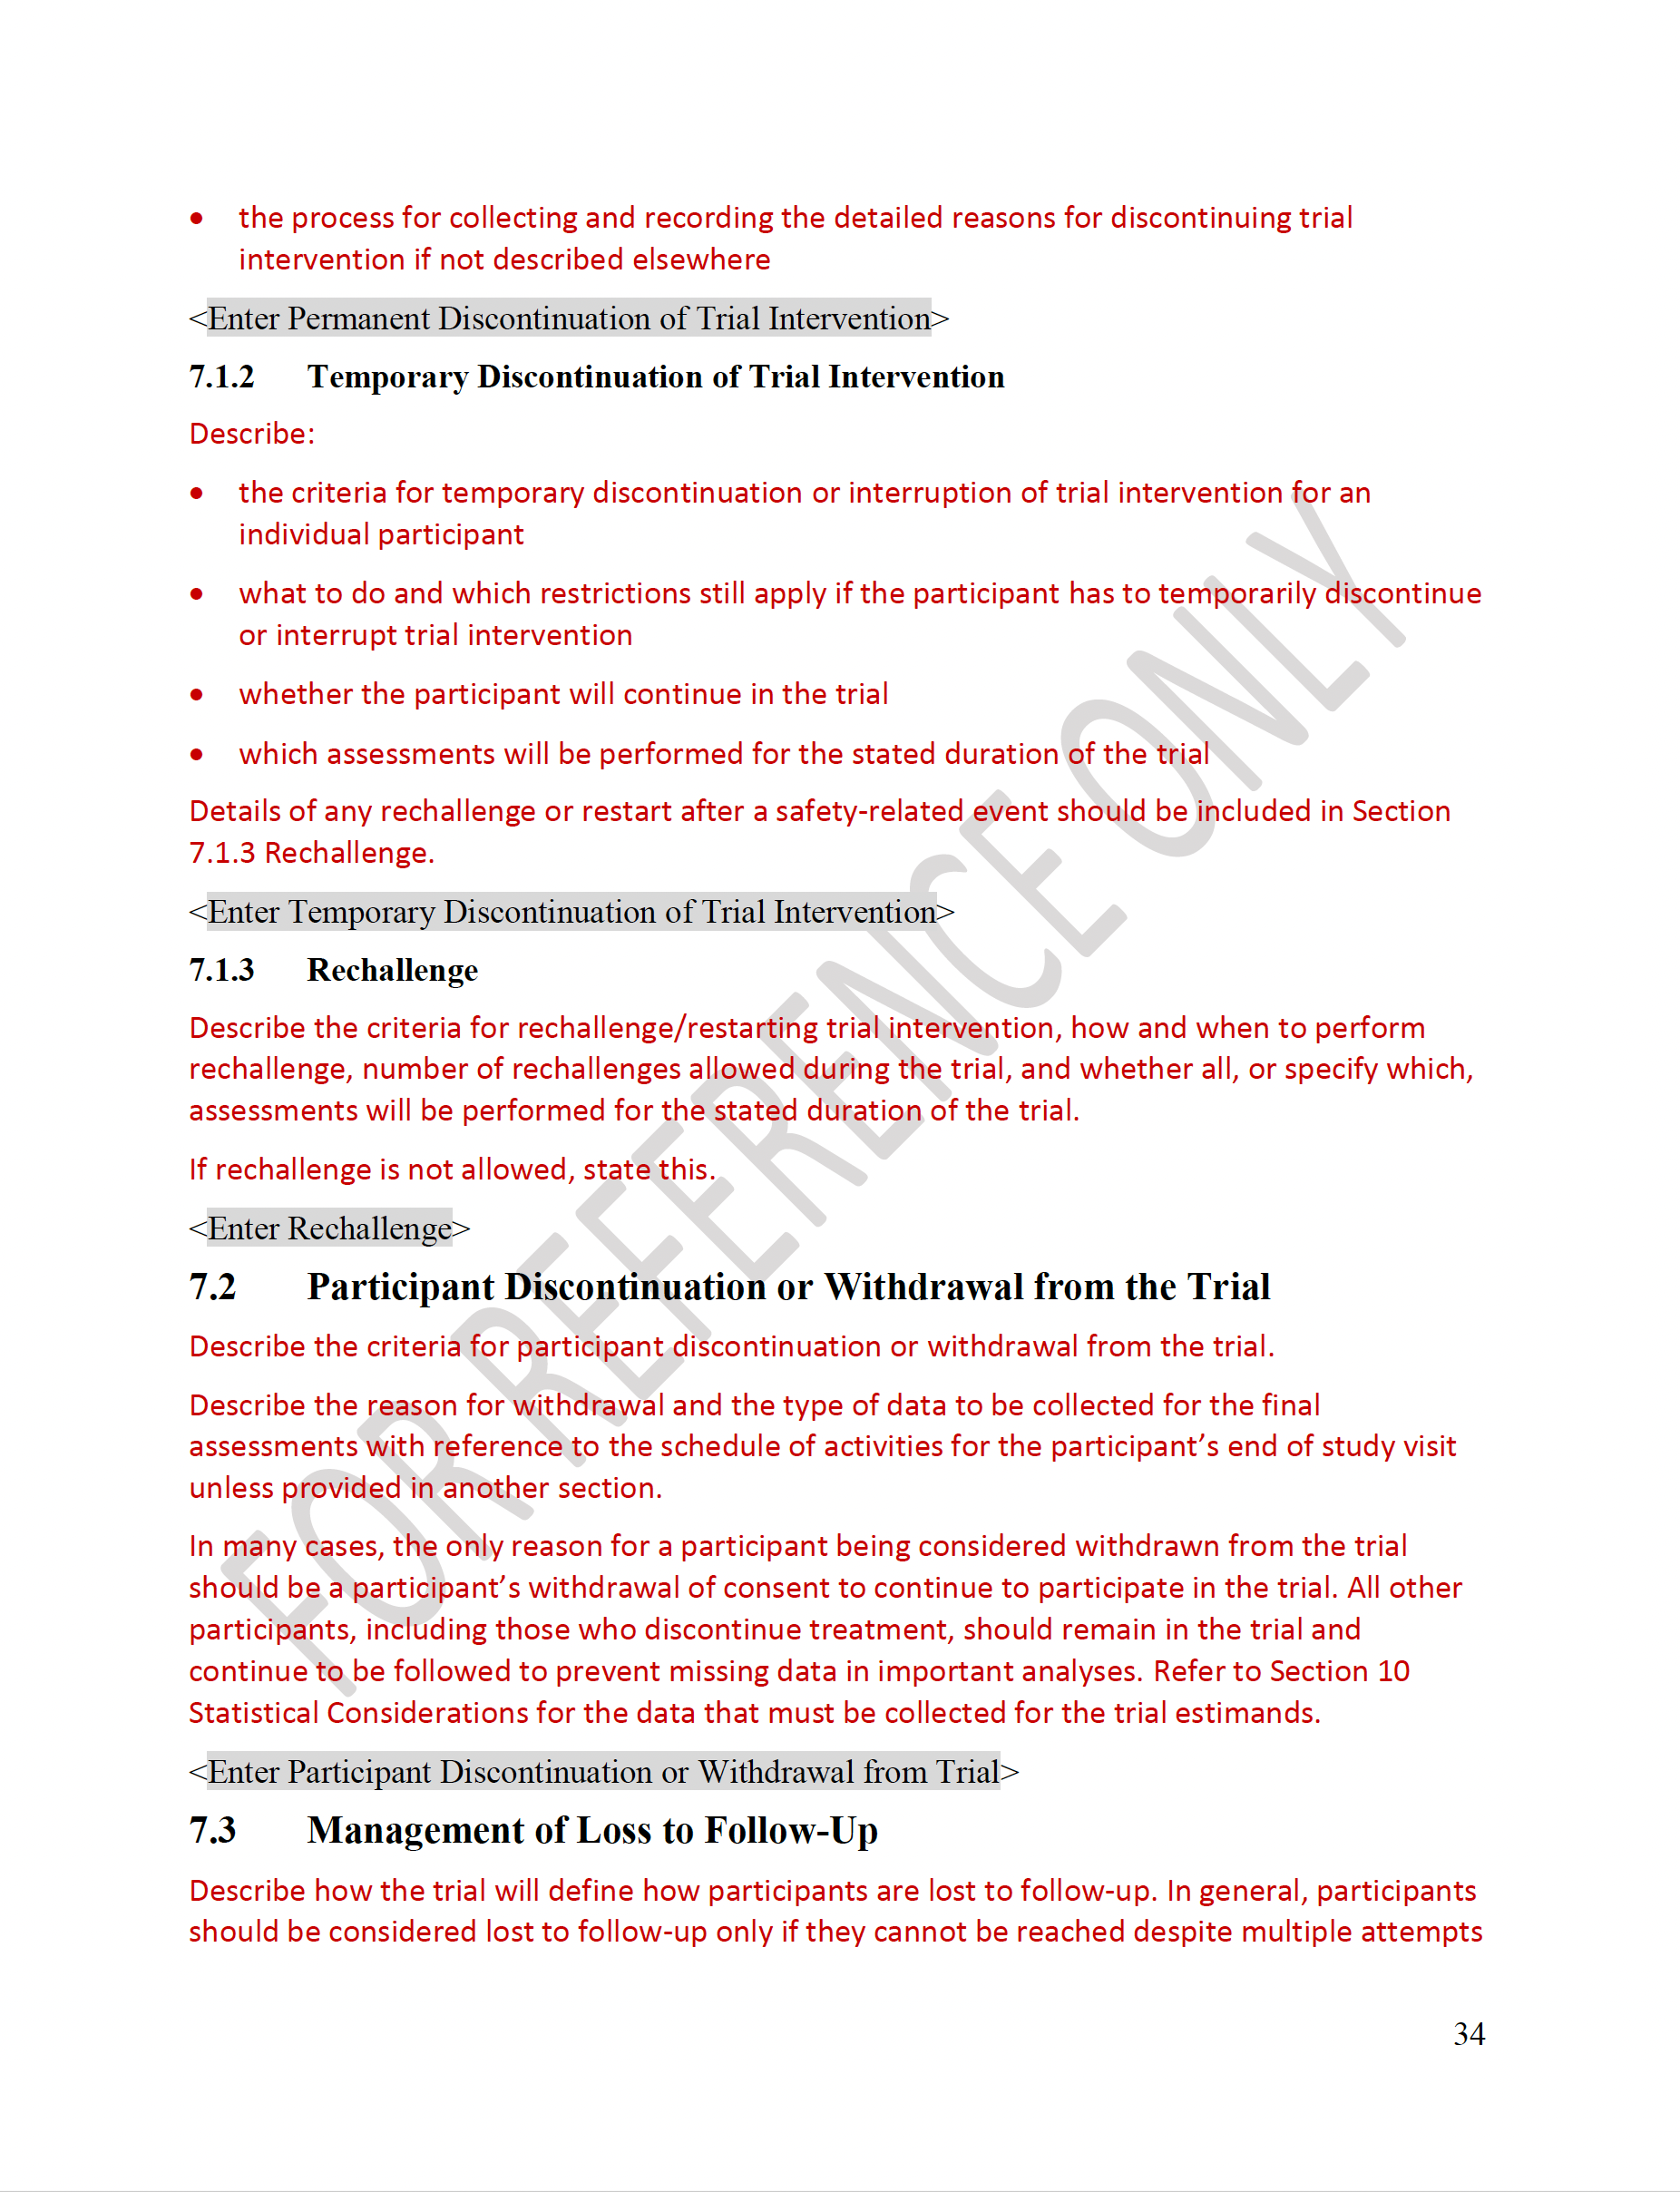 • the process for collecting and recording the detailed reasons for discontinuing trial
intervention if not described elsewhere
<Enter Permanent Discontinuation of Trial Intervention>
7.1.2 Temporary Discontinuation of Trial Intervention
Describe:
• the criteria for temporary discontinuation or interruption of trial intervention for an
individual participant
• what to do and which restrictions still apply if the participant has to temporarily discontinue
or interrupt trial intervention
• whether the participant will continue in the trial
• which assessments will be performed for the stated duration of the trial
Details of any rechallenge or restart after a safety-related event should be included in Section
7.1.3 Rechallenge.
<Enter Temporary Discontinuation of Trial Intervention>
7.1.3 Rechallenge
Describe the criteria for rechallenge/restarting trial intervention, how and when to perform
rechallenge, number of rechallenges allowed during the trial, and whether all, or specify which,
assessments will be performed for the stated duration of the trial.
If rechallenge is not allowed, state this.
<Enter Rechallenge>
7.2 Participant Discontinuation or Withdrawal from the Trial
Describe the criteria for participant discontinuation or withdrawal from the trial.
Describe the reason for withdrawal and the type of data to be collected for the final
assessments with reference to the schedule of activities for the participant’s end of study visit
unless provided in another section.
In many cases, the only reason for a participant being considered withdrawn from the trial
should be a participant’s withdrawal of consent to continue to participate in the trial. All other
participants, including those who discontinue treatment, should remain in the trial and
continue to be followed to prevent missing data in important analyses. Refer to Section 10
Statistical Considerations for the data that must be collected for the trial estimands.
<Enter Participant Discontinuation or Withdrawal from Trial>
7.3 Management of Loss to Follow-Up
Describe how the trial will define how participants are lost to follow-up. In general, participants
should be considered lost to follow-up only if they cannot be reached despite multiple attempts
34
FOR REFERENCE ONLY